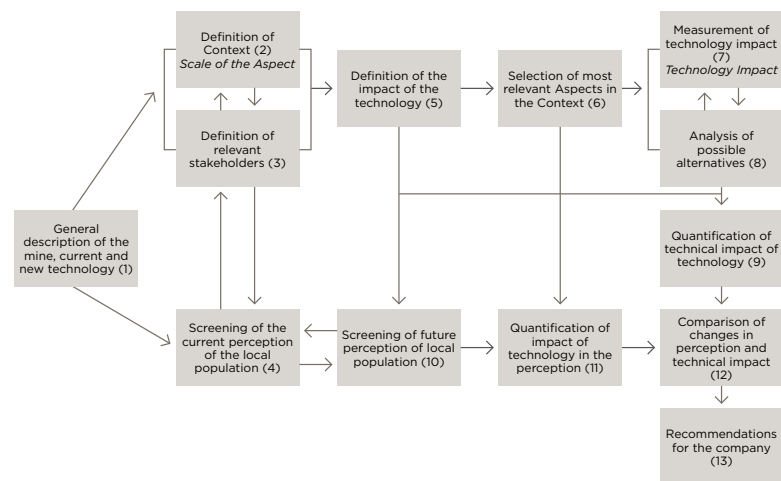 Definition of
Context (2)
Scale of the Aspect
Measurement of
technology impact
(7)
Technology Impact
Definition of the
impact of the
technology (5)
Selection of most
relevant Aspects in
the Context (6)
Definition of
relevant
stakeholders (3)
Analysis of
possible
alternatives (8)
General
description of the
mine, current and
new technology (1)
Quantification of
technical impact of
technology (9)
Screening of the
current perception
of the local
population (4)
Screening of future
perception of local
population (10)
Quantification of
impact of
technology in the
perception (11)
Comparison of
changes in
perception and
technical impact
(12)
Recommendations
for the company
(13)